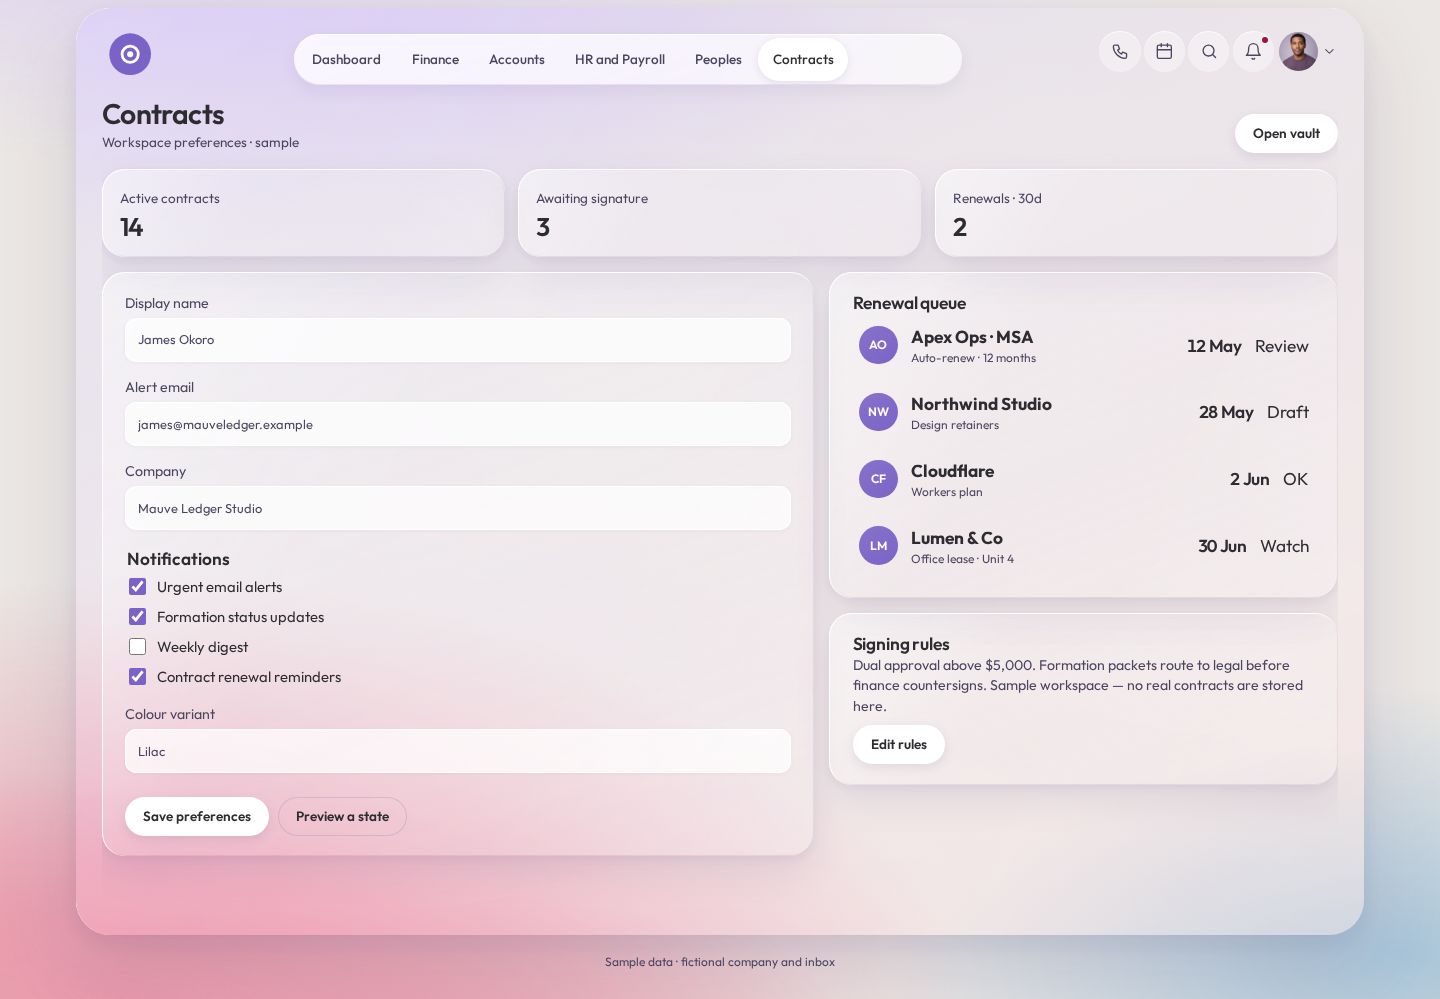 Dashboard
Finance
Accounts
HR and Payroll
Peoples
Contracts
Contracts
Workspace preferences · sample
Open vault
Active contracts
14
Awaiting signature
3
Renewals · 30d
2
Display name
James Okoro
Alert email
james@mauveledger.example
Company
Mauve Ledger Studio
Notifications
Urgent email alerts
Formation status updates
Weekly digest
Contract renewal reminders
Colour variant
Lilac
Save preferences
Preview a state
Renewal queue
AO
Apex Ops · MSA
Auto-renew · 12 months
12 May
Review
NW
Northwind Studio
Design retainers
28 May
Draft
CF
Cloudflare
Workers plan
2 Jun
OK
LM
Lumen & Co
Office lease · Unit 4
30 Jun
Watch
Signing rules
Dual approval above $5,000. Formation packets route to legal before
finance countersigns. Sample workspace — no real contracts are stored
here.
Edit rules
Sample data · fictional company and inbox